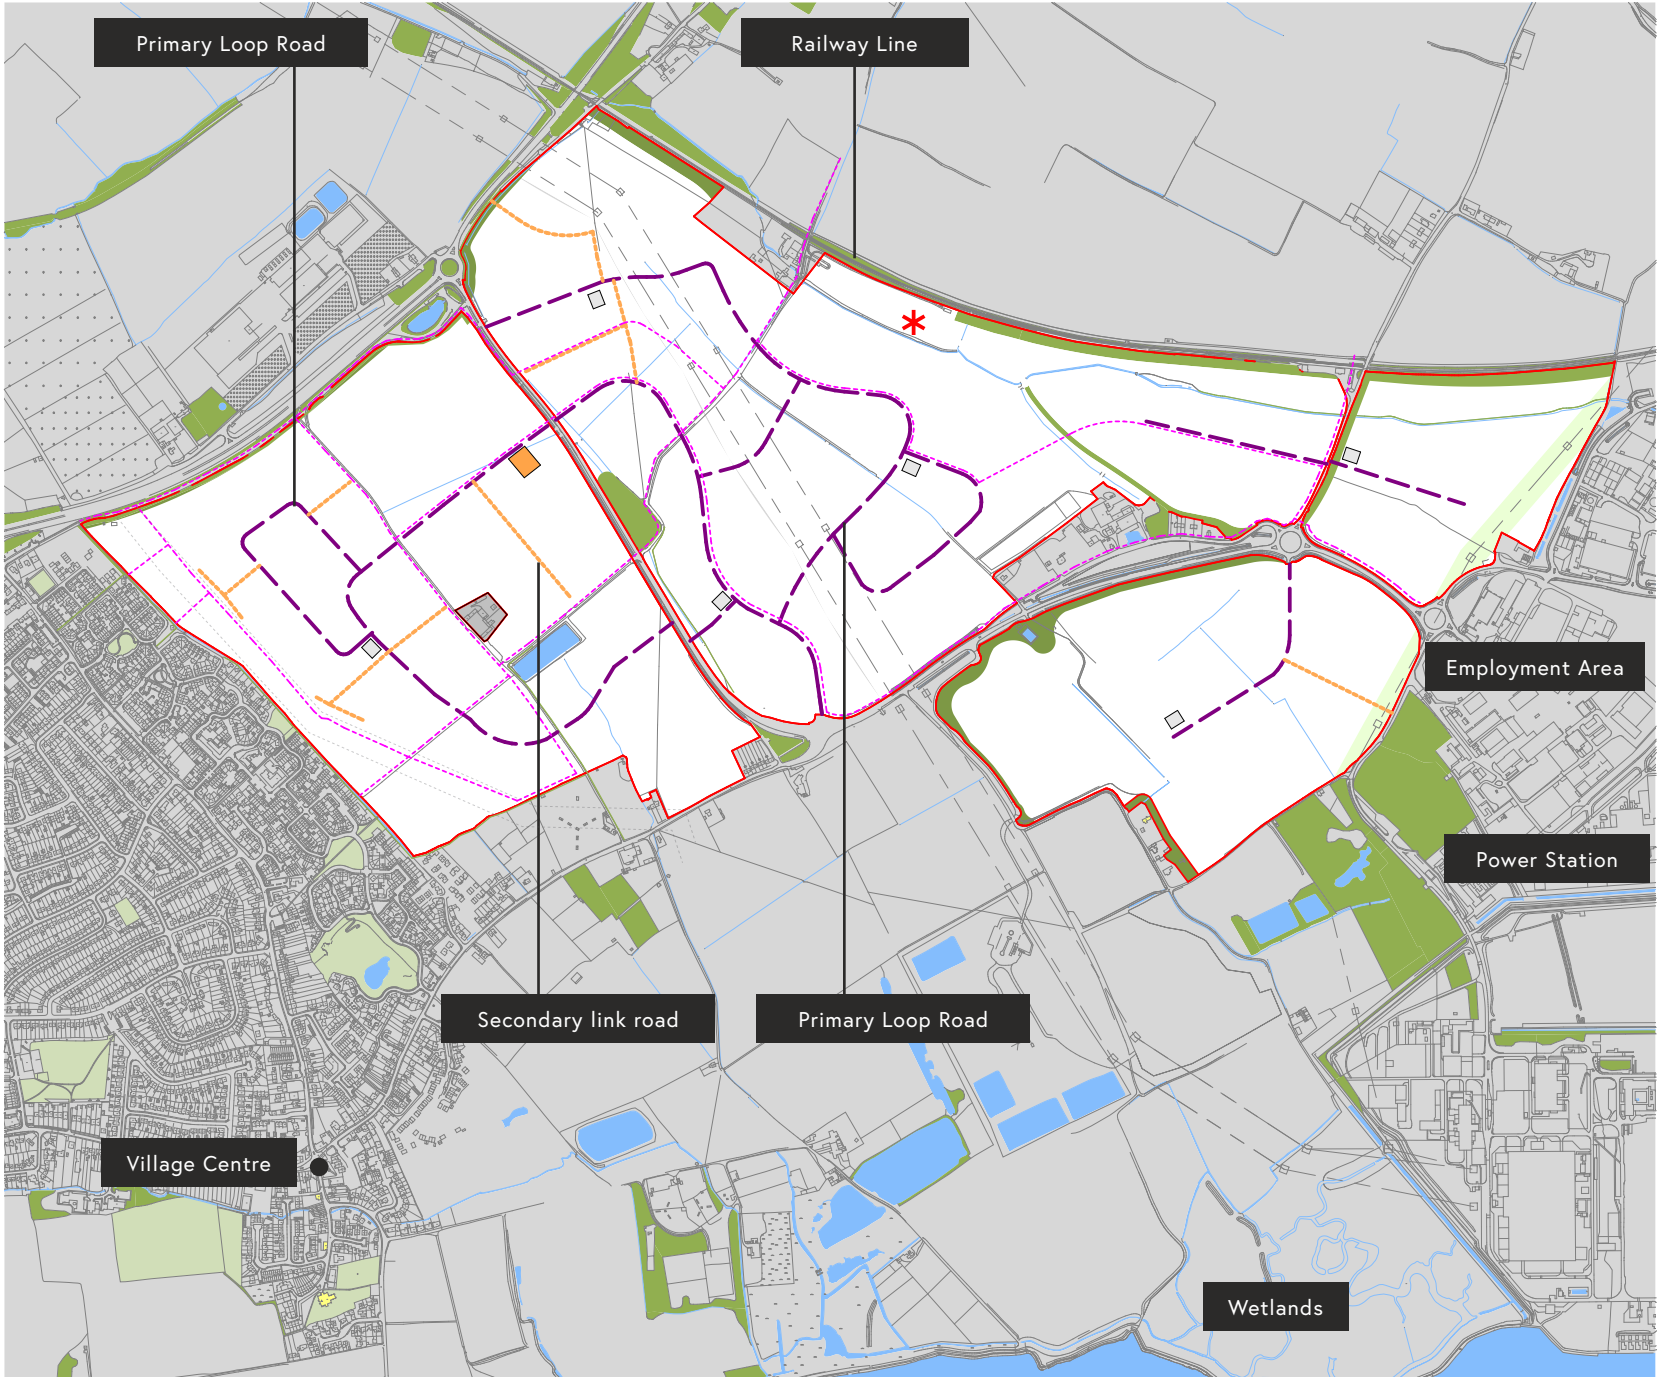 Primary Loop Road
Railway Line
Employment Area
Power Station
Secondary link road
Primary Loop Road
Village Centre
Wetlands